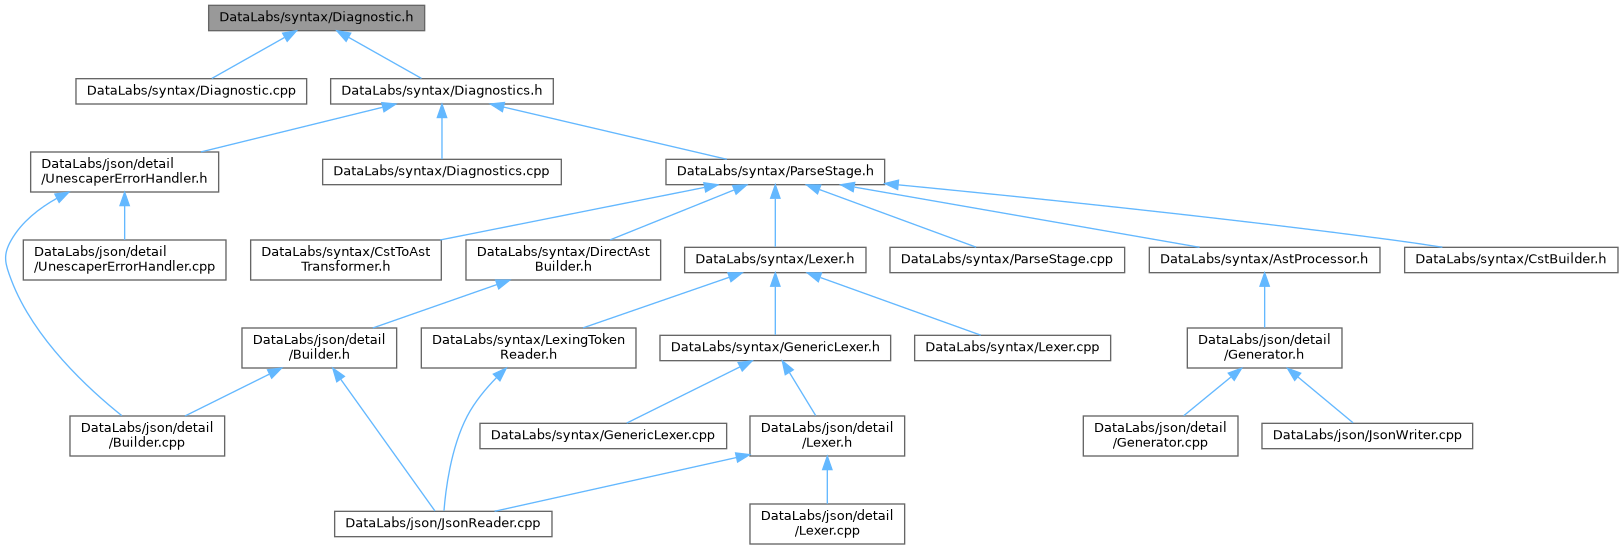 DataLabs/syntax/Diagnostic.h
DataLabs/syntax/Diagnostic.cpp
DataLabs/syntax/Diagnostics.h
DataLabs/json/detail
/UnescaperErrorHandler.h
DataLabs/syntax/Diagnostics.cpp
DataLabs/syntax/ParseStage.h
DataLabs/json/detail
/UnescaperErrorHandler.cpp
DataLabs/syntax/CstToAst
Transformer.h
DataLabs/syntax/DirectAst
Builder.h
DataLabs/syntax/Lexer.h
DataLabs/syntax/ParseStage.cpp
DataLabs/syntax/AstProcessor.h
DataLabs/syntax/CstBuilder.h
DataLabs/json/detail
/Builder.h
DataLabs/syntax/LexingToken
Reader.h
DataLabs/syntax/GenericLexer.h
DataLabs/syntax/Lexer.cpp
DataLabs/json/detail
/Generator.h
DataLabs/json/detail
/Builder.cpp
DataLabs/syntax/GenericLexer.cpp
DataLabs/json/detail
/Lexer.h
DataLabs/json/detail
/Generator.cpp
DataLabs/json/JsonWriter.cpp
DataLabs/json/JsonReader.cpp
DataLabs/json/detail
/Lexer.cpp